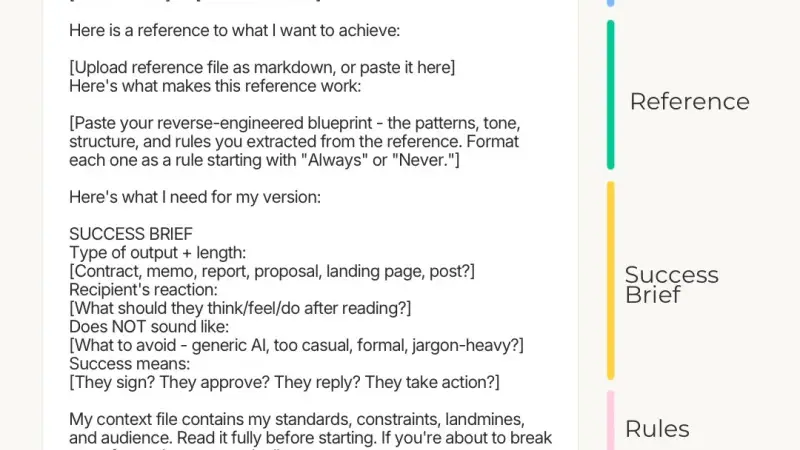 Here is a reference to what I want to achieve:
[Upload reference file as markdown, or paste it here]
Here's what makes this reference work:
[Paste your reverse-engineered blueprint - the patterns, tone,
structure, and rules you extracted from the reference. Format
each one as a rule starting with "Always" or "Never."]
Here's what I need for my version:
SUCCESS BRIEF
Type of output + length:
[Contract, memo, report, proposal, landing page, post?]
Recipient's reaction:
[What should they think/feel/do after reading?]
Does NOT sound like:
[What to avoid - generic AI, too casual, formal, jargon-heavy?]
Success means:
[They sign? They approve? They reply? They take action?]
My context file contains my standards, constraints, landmines,
and audience. Read it fully before starting. If you're about to break
Reference
Success
Brief
Rules